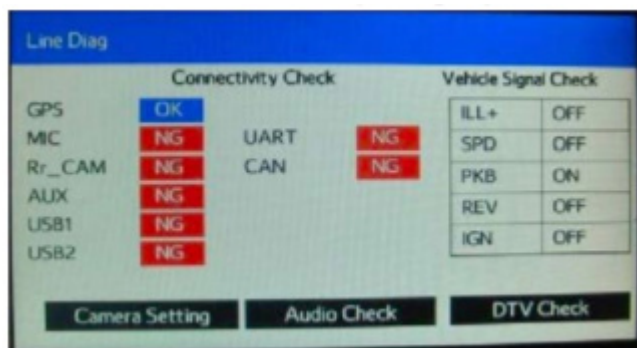 Line Diag
Connectivity Check Vehicle Signal Check
GPS OK ILL+ OFF
MIC NG UART NG SPD OFF
Rr_CAM NG CAN NG PKB ON
AUX NG REV OFF
USB1 NG IGN OFF
USB2 NG
Camera Setting Audio Check DTV Check